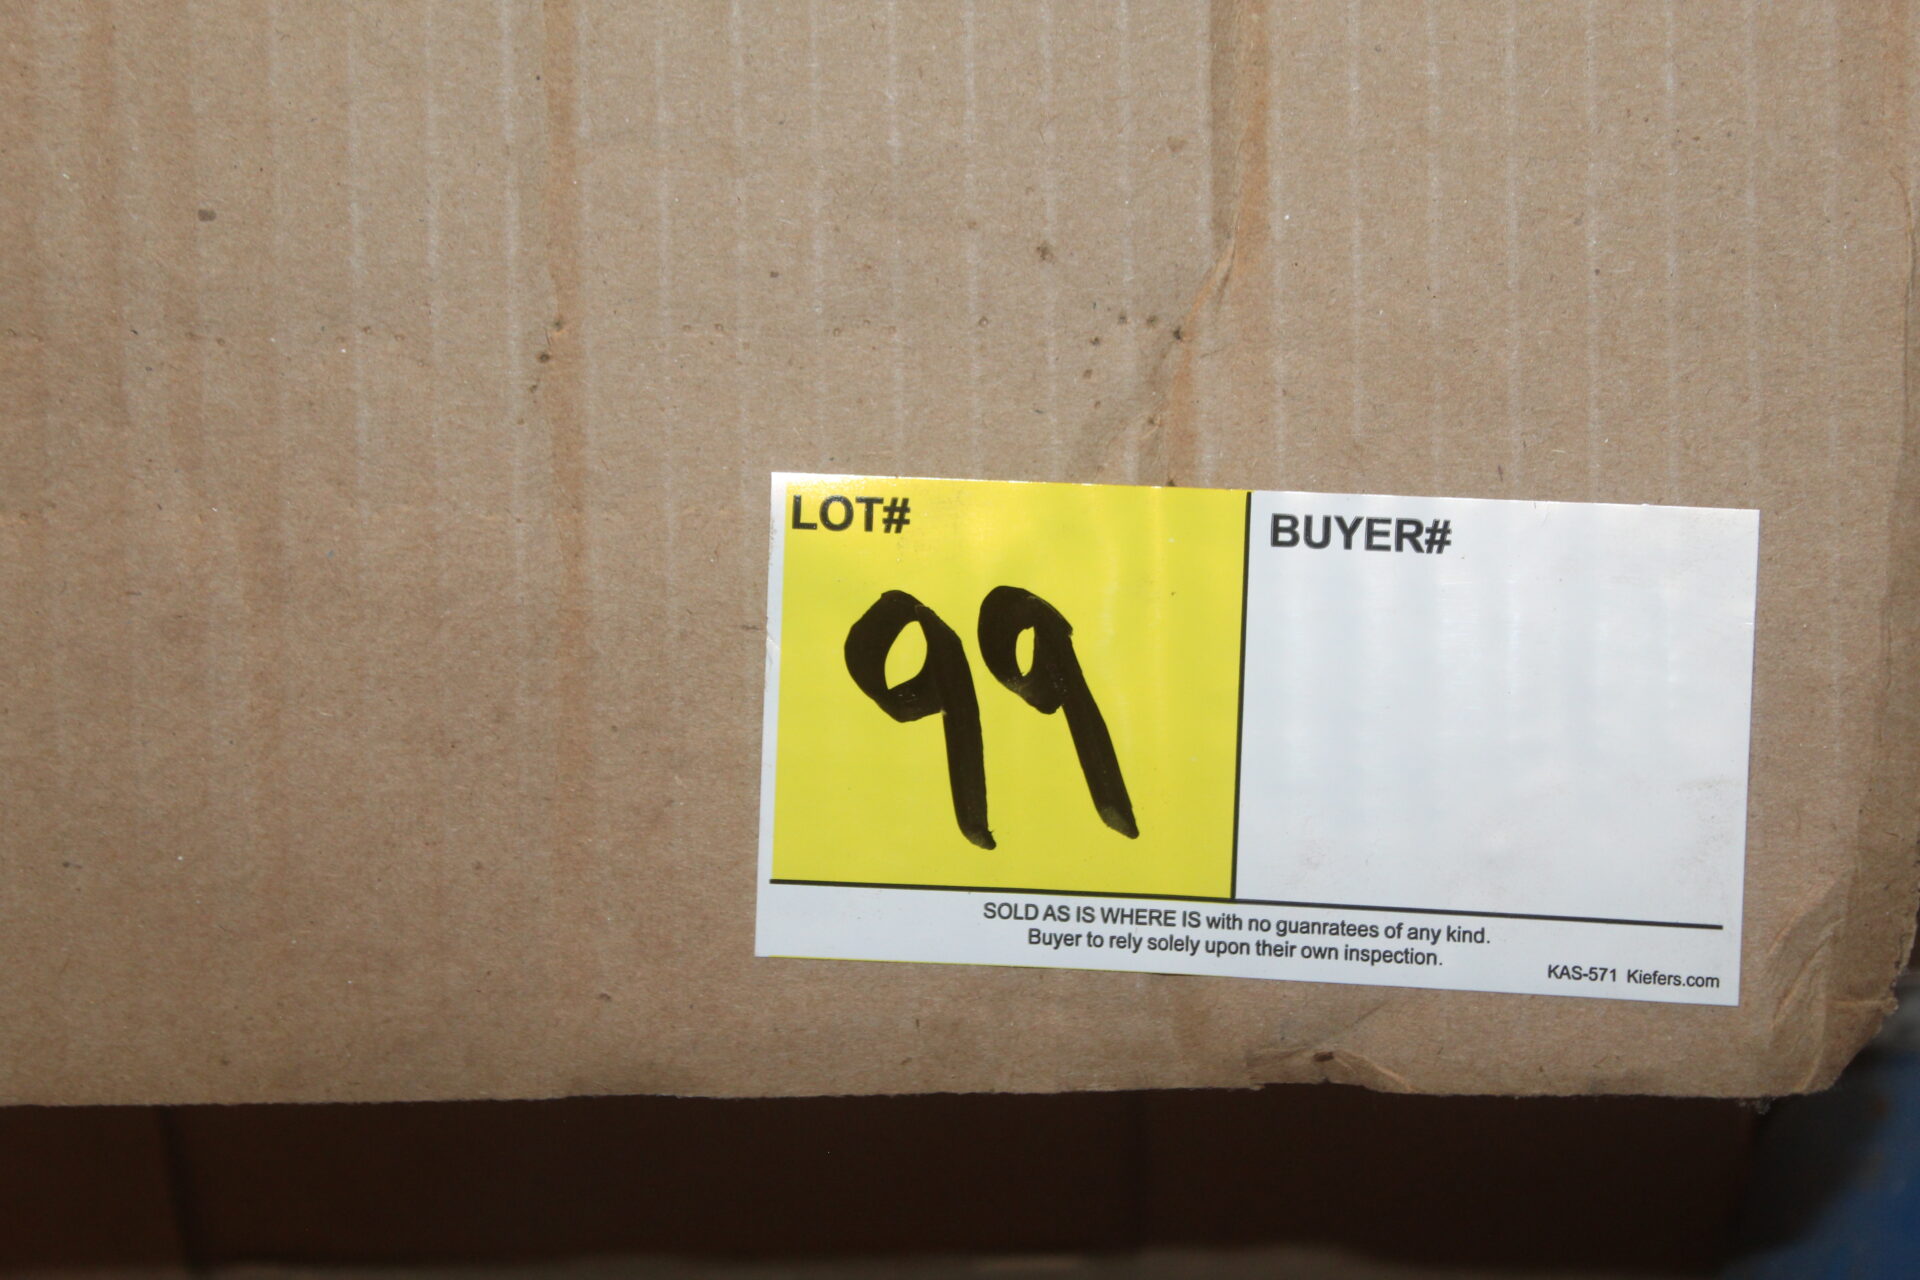 LOT#
BUYER#
99
SOLD AS IS WHERE IS with no guanratees of any kind.
Buyer to rely solely upon their own inspection.
KAS-571 Kiefers.com